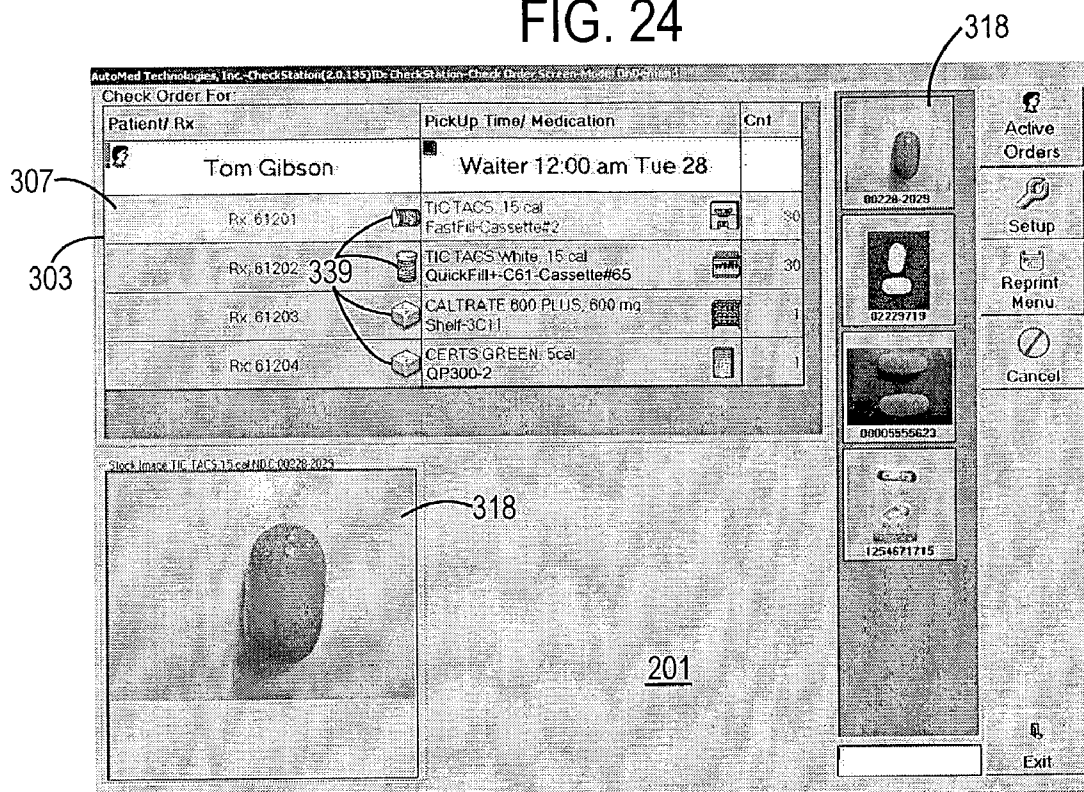 FIG. 24
318
AutoMed Technologies, Inc.-CheckStation(2.0.135)ID: CheckStation-Check Order Screen-Mode: OnDemand
Check Order For:
Patient/ Rx PickUp Time/ Medication Cnt
Tom Gibson Waiter 12:00 am Tue 28
307
303
Rx: 61201 TIC TACS, 15 cal 30
FastFill-Cassette#2
Rx: 61202 TIC TACS White, 15 cal 30
QuickFill+-C61-Cassette#65
339
Rx: 61203 CALTRATE 600 PLUS, 600 mg 1
Shelf-3C11
Rx: 61204 CERTS GREEN, 5cal 1
QP300-2
00228-2029
02229719
00005555623
1254671715
Active
Orders
Setup
Reprint
Menu
Cancel
Stock Image:TIC TACS:15 cal NDC:00228-2029
318
201
Exit